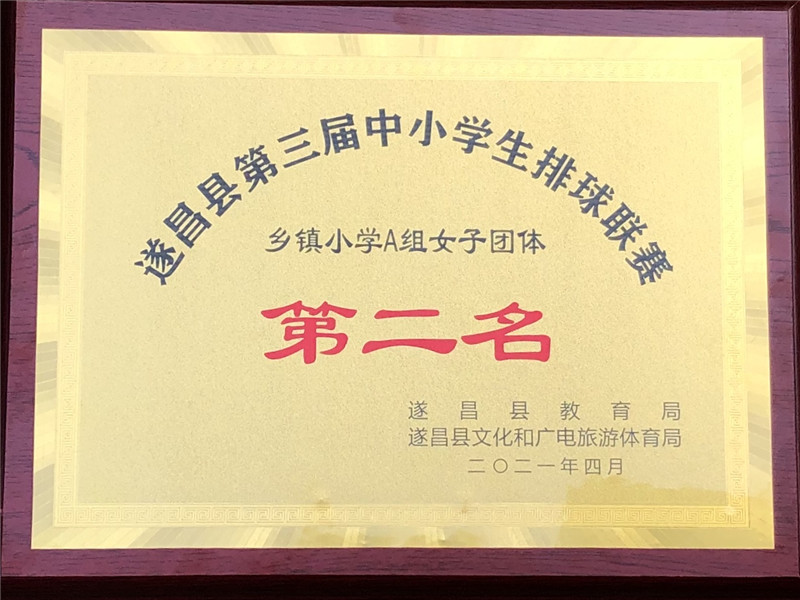 遂昌县第三届中小学生排球联赛
乡镇小学A组女子团体
第二名
遂昌县教育局
遂昌县文化和广电旅游体育局
二〇二一年四月